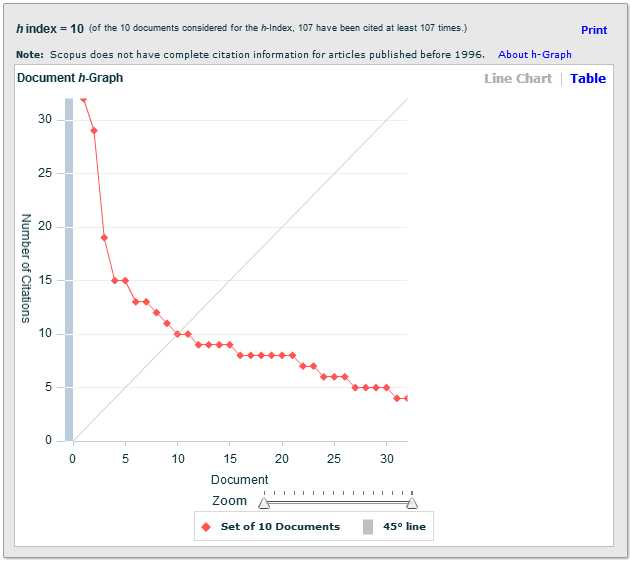 h index = 10 (of the 10 documents considered for the h-Index, 107 have been cited at least 107 times.)
Print
Note: Scopus does not have complete citation information for articles published before 1996. About h-Graph
Document h-Graph
Line Chart | Table
30
25
20
15
10
5
0
Number of Citations
0 5 10 15 20 25 30
Document
Zoom
Set of 10 Documents 45° line